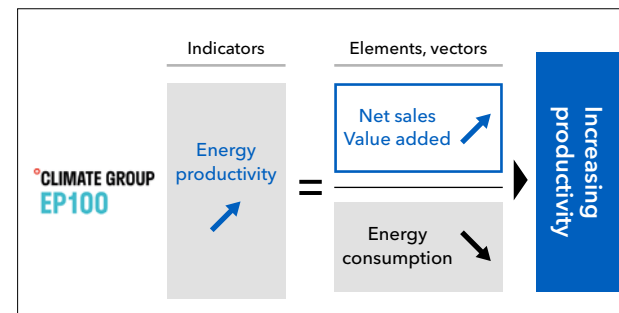 Indicators
Elements, vectors
°CLIMATE GROUP
EP100
Energy
productivity
=
Net sales
Value added
Energy
consumption
Increasing
productivity